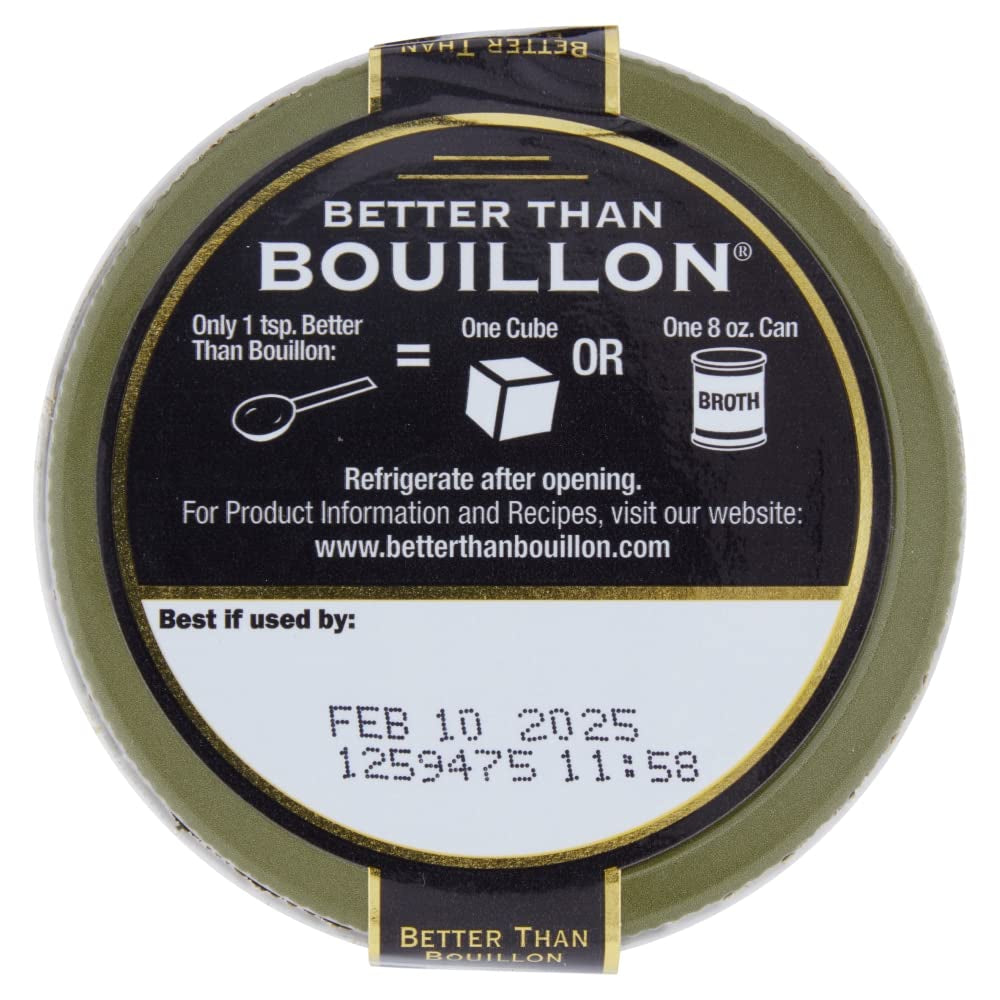 BETTER THAN
BETTER THAN
BOUILLON®
Only 1 tsp. Better
Than Bouillon:
=
One Cube
OR
One 8 oz. Can
BROTH
Refrigerate after opening.
For Product Information and Recipes, visit our website:
www.betterthanbouillon.com
Best if used by:
FEB 10 2025
1259475 11:58
BETTER THAN
BOUILLON